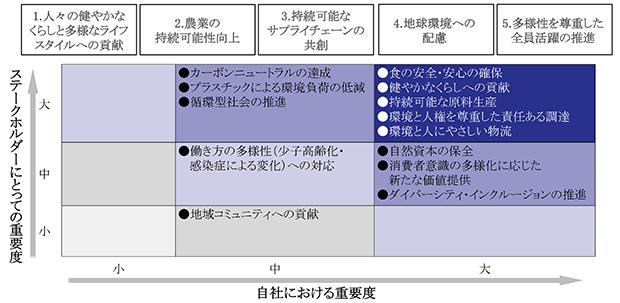 1.人々の健やかな
くらしと多様なライフ
スタイルへの貢献
2.農業の
持続可能性向上
3.持続可能な
サプライチェーンの
共創
4.地球環境への
配慮
5.多様性を尊重した
全員活躍の推進
ステークホルダーにとっての重要度
大
●カーボンニュートラルの達成
●プラスチックによる環境負荷の低減
●循環型社会の推進
●食の安全・安心の確保
●健やかなくらしへの貢献
●持続可能な原料生産
●環境と人権を尊重した責任ある調達
●環境と人にやさしい物流
中
●働き方の多様性(少子高齢化・
感染症による変化)への対応
●自然資本の保全
●消費者意識の多様化に応じた
新たな価値提供
●ダイバーシティ・インクルージョンの推進
小
●地域コミュニティへの貢献
小
中
大
自社における重要度